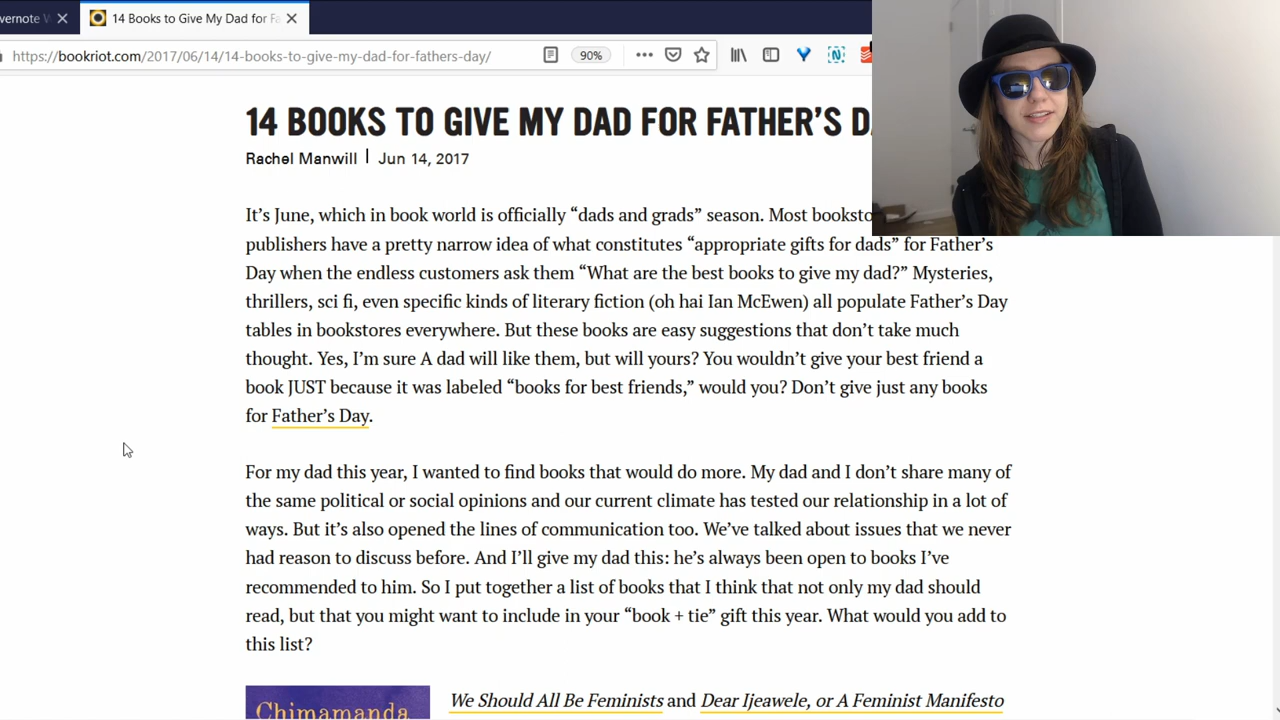 vernote W
14 Books to Give My Dad for Fa
https://bookriot.com/2017/06/14/14-books-to-give-my-dad-for-fathers-day/
90%
14 BOOKS TO GIVE MY DAD FOR FATHER'S D
Rachel Manwill | Jun 14, 2017
It's June, which in book world is officially “dads and grads” season. Most booksto
publishers have a pretty narrow idea of what constitutes “appropriate gifts for dads” for Father's
Day when the endless customers ask them “What are the best books to give my dad?” Mysteries,
thrillers, sci fi, even specific kinds of literary fiction (oh hai Ian McEwen) all populate Father's Day
tables in bookstores everywhere. But these books are easy suggestions that don't take much
thought. Yes, I'm sure A dad will like them, but will yours? You wouldn't give your best friend a
book JUST because it was labeled “books for best friends,” would you? Don't give just any books
for Father's Day.
For my dad this year, I wanted to find books that would do more. My dad and I don't share many of
the same political or social opinions and our current climate has tested our relationship in a lot of
ways. But it's also opened the lines of communication too. We've talked about issues that we never
had reason to discuss before. And I'll give my dad this: he's always been open to books I've
recommended to him. So I put together a list of books that I think that not only my dad should
read, but that you might want to include in your “book + tie” gift this year. What would you add to
this list?
Chimamanda
We Should All Be Feminists and Dear Ijeawele, or A Feminist Manifesto